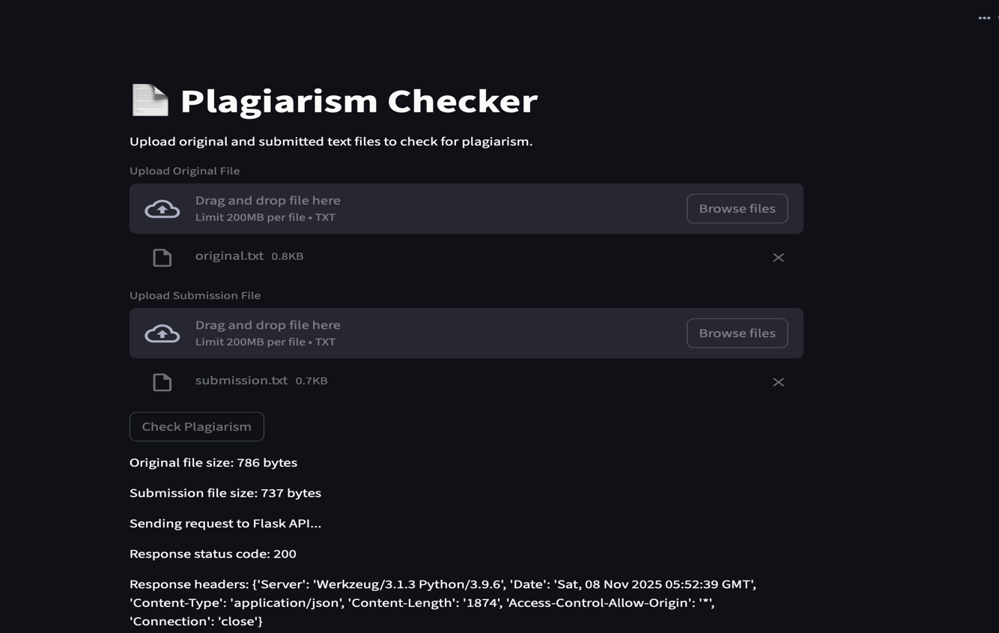 Plagiarism Checker
Upload original and submitted text files to check for plagiarism.
Upload Original File
Drag and drop file here
Limit 200MB per file • TXT
Browse files
original.txt 0.8KB
Upload Submission File
Drag and drop file here
Limit 200MB per file • TXT
Browse files
submission.txt 0.7KB
Check Plagiarism
Original file size: 786 bytes
Submission file size: 737 bytes
Sending request to Flask API...
Response status code: 200
Response headers: {'Server': 'Werkzeug/3.1.3 Python/3.9.6', 'Date': 'Sat, 08 Nov 2025 05:52:39 GMT',
'Content-Type': 'application/json', 'Content-Length': '1874', 'Access-Control-Allow-Origin': '*',
'Connection': 'close'}